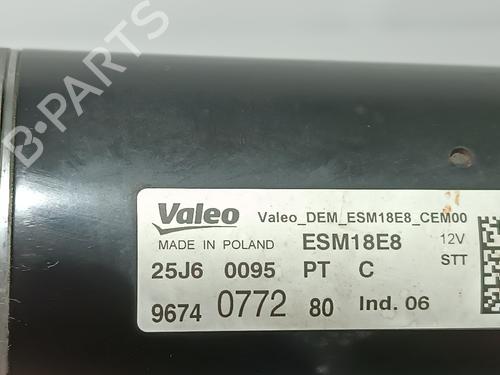 Valeo Valeo_DEM_ESM18E8_CEM00
MADE IN POLAND ESM18E8 12V
25J6 0095 PT C STT
9674 0772 80 Ind. 06
B-PARTS